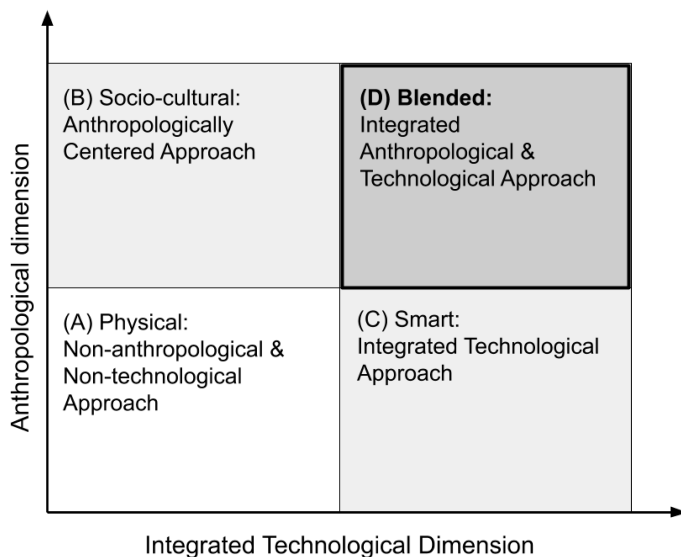 Anthropological dimension
(B) Socio-cultural:
Anthropologically
Centered Approach
(D) Blended:
Integrated
Anthropological &
Technological Approach
(A) Physical:
Non-anthropological &
Non-technological
Approach
(C) Smart:
Integrated Technological
Approach
Integrated Technological Dimension